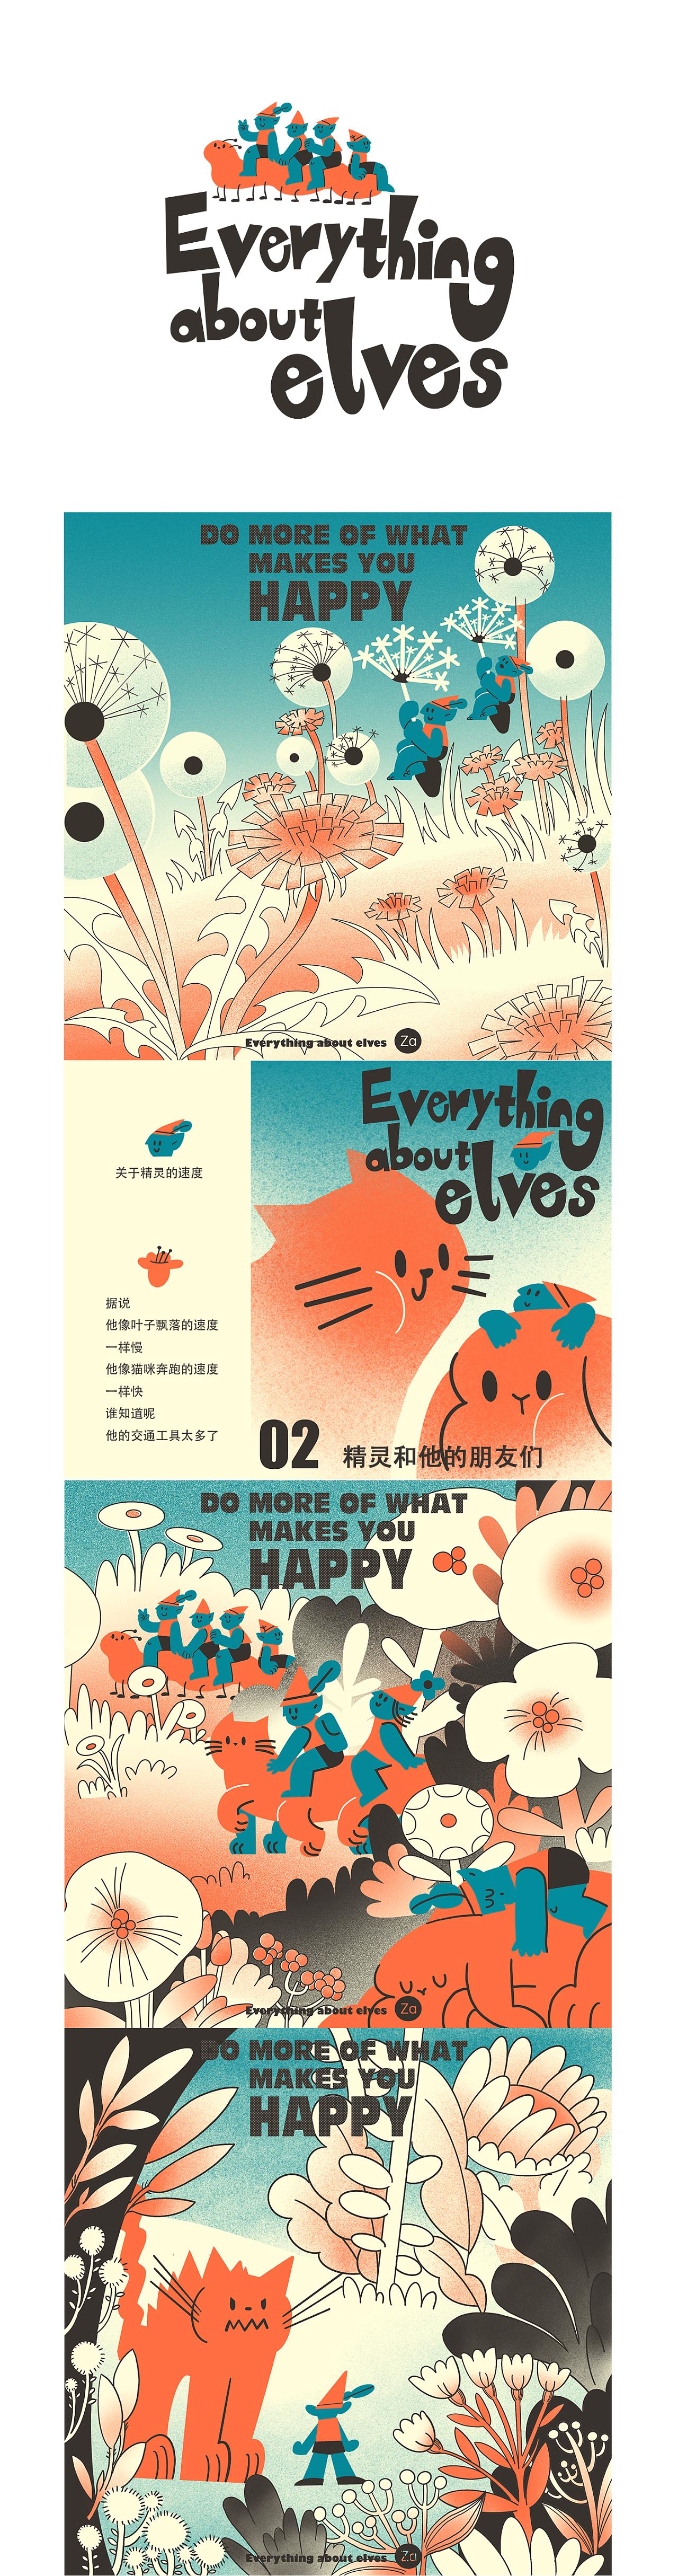 Everything
about
elves
DO MORE OF WHAT
MAKES YOU
HAPPY
Everything about elves
Za
关于精灵的速度
据说
他像叶子飘落的速度
一样慢
他像猫咪奔跑的速度
一样快
谁知道呢
他的交通工具太多了
Everything
about
elves
02
精灵和他的朋友们
DO MORE OF WHAT
MAKES YOU
HAPPY
Everything about elves
Za
DO MORE OF WHAT
MAKES YOU
HAPPY
Everything about elves
Za